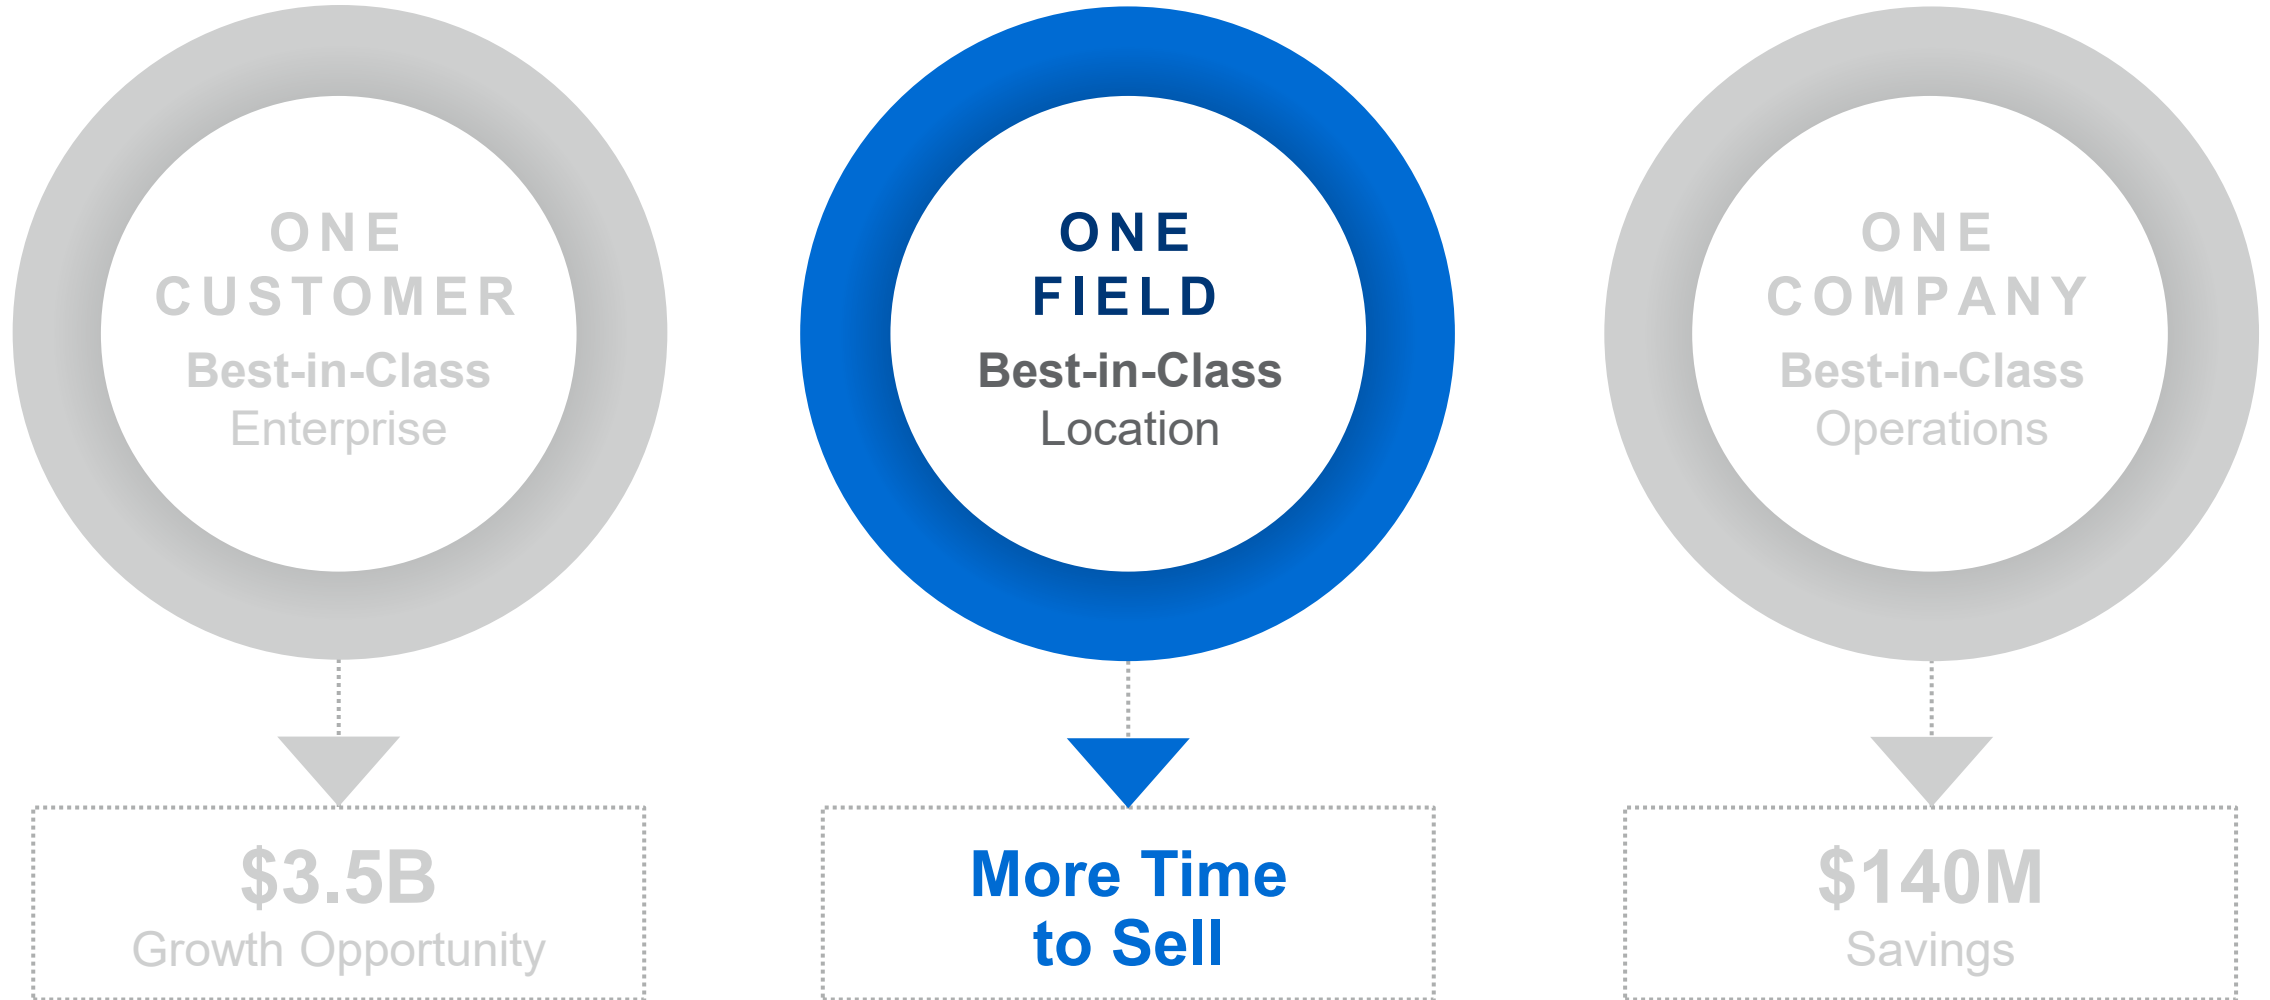 ONE
CUSTOMER
Best-in-Class
Enterprise
$3.5B
Growth Opportunity
ONE
FIELD
Best-in-Class
Location
More Time
to Sell
ONE
COMPANY
Best-in-Class
Operations
$140M
Savings